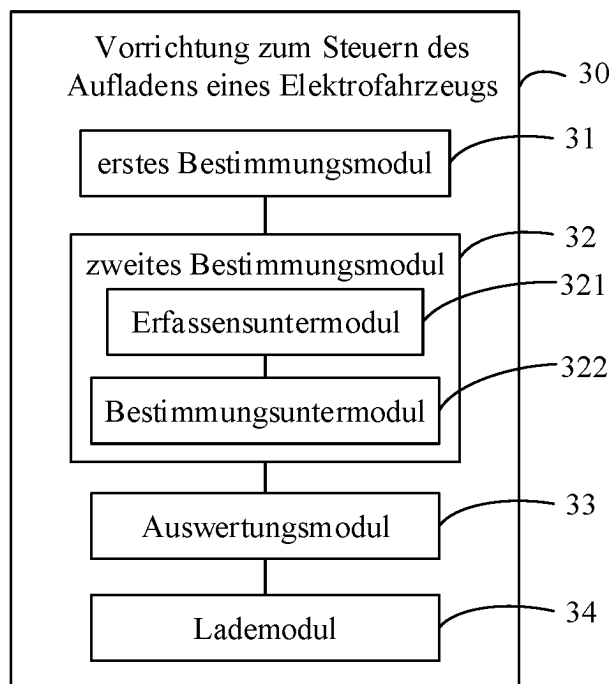 Vorrichtung zum Steuern des
Aufladens eines Elektrofahrzeugs
30
erstes Bestimmungsmodul
31
zweites Bestimmungsmodul
32
Erfassensuntermodul
321
Bestimmungsuntermodul
322
Auswertungsmodul
33
Lademodul
34